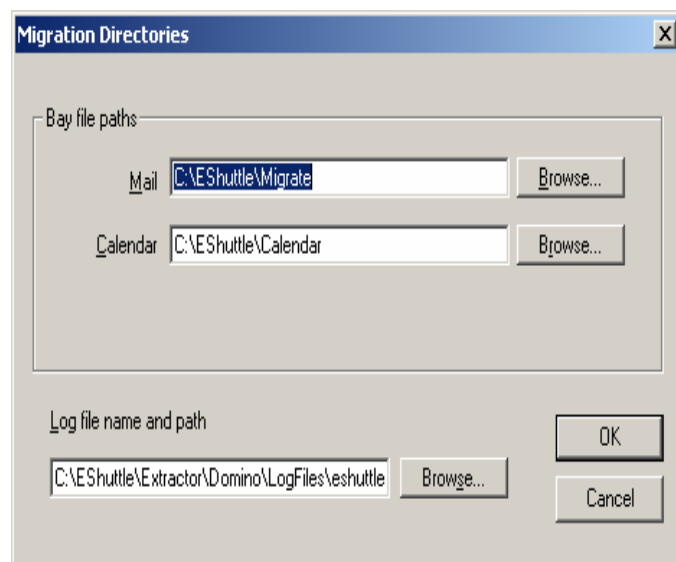 Migration Directories
Bay file paths
Mail C:\EShuttle\Migrate Browse...
Calendar C:\EShuttle\Calendar Browse...
Log file name and path
OK
C:\EShuttle\Extractor\Domino\LogFiles\eshuttle Browse...
Cancel